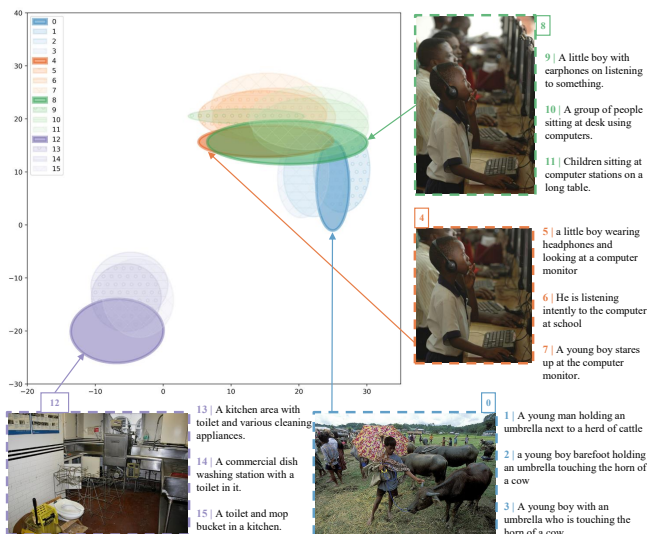 40
30
20
10
0
−10
−20
−30
−20
−10
0
10
20
30
0
1
2
3
4
5
6
7
8
9
10
11
12
13
14
15
8
9 | A little boy with
earphones on listening
to something.
10 | A group of people
sitting at desk using
computers.
11 | Children sitting at
computer stations on a
long table.
4
5 | a little boy wearing
headphones and
looking at a computer
monitor
6 | He is listening
intently to the computer
at school
7 | A young boy stares
up at the computer
monitor.
12
13 | A kitchen area with
toilet and various cleaning
appliances.
14 | A commercial dish
washing station with a
toilet in it.
15 | A toilet and mop
bucket in a kitchen.
0
1 | A young man holding an
umbrella next to a herd of cattle
2 | a young boy barefoot holding
an umbrella touching the horn of
a cow
3 | A young boy with an
umbrella who is touching the
horn of a cow